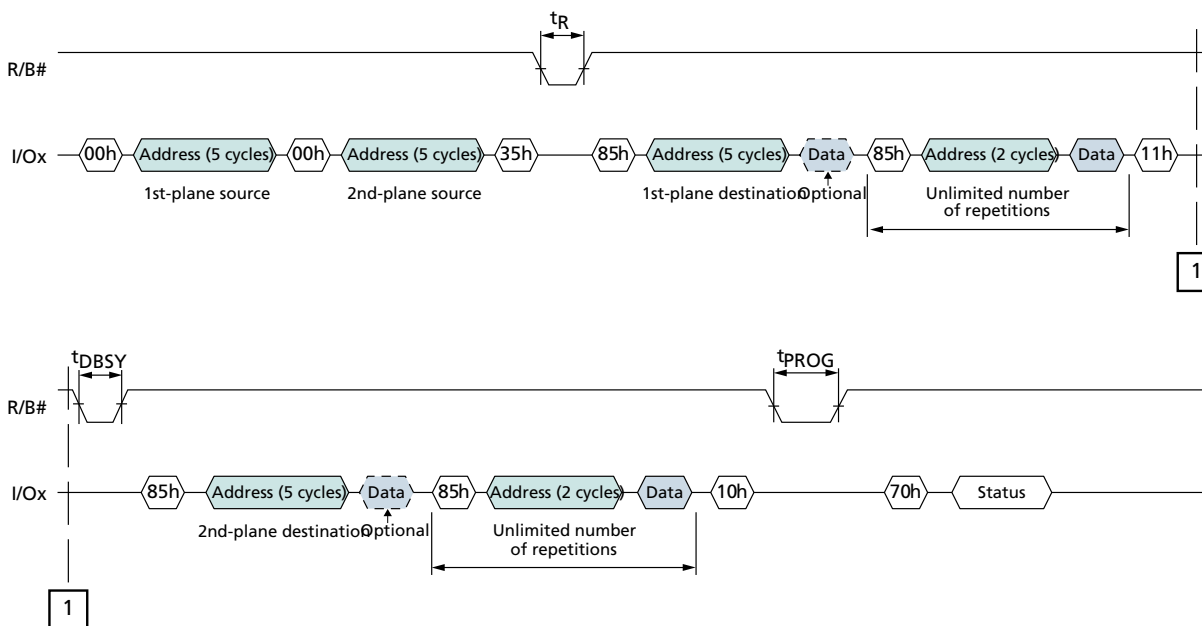 tR
R/B#
I/Ox
00h Address (5 cycles) 00h Address (5 cycles) 35h 85h Address (5 cycles) Data 85h Address (2 cycles) Data 11h
1st-plane source 2nd-plane source 1st-plane destination Optional Unlimited number
of repetitions
1
tDBSY tPROG
R/B#
I/Ox
85h Address (5 cycles) Data 85h Address (2 cycles) Data 10h 70h Status
2nd-plane destination Optional Unlimited number
of repetitions
1